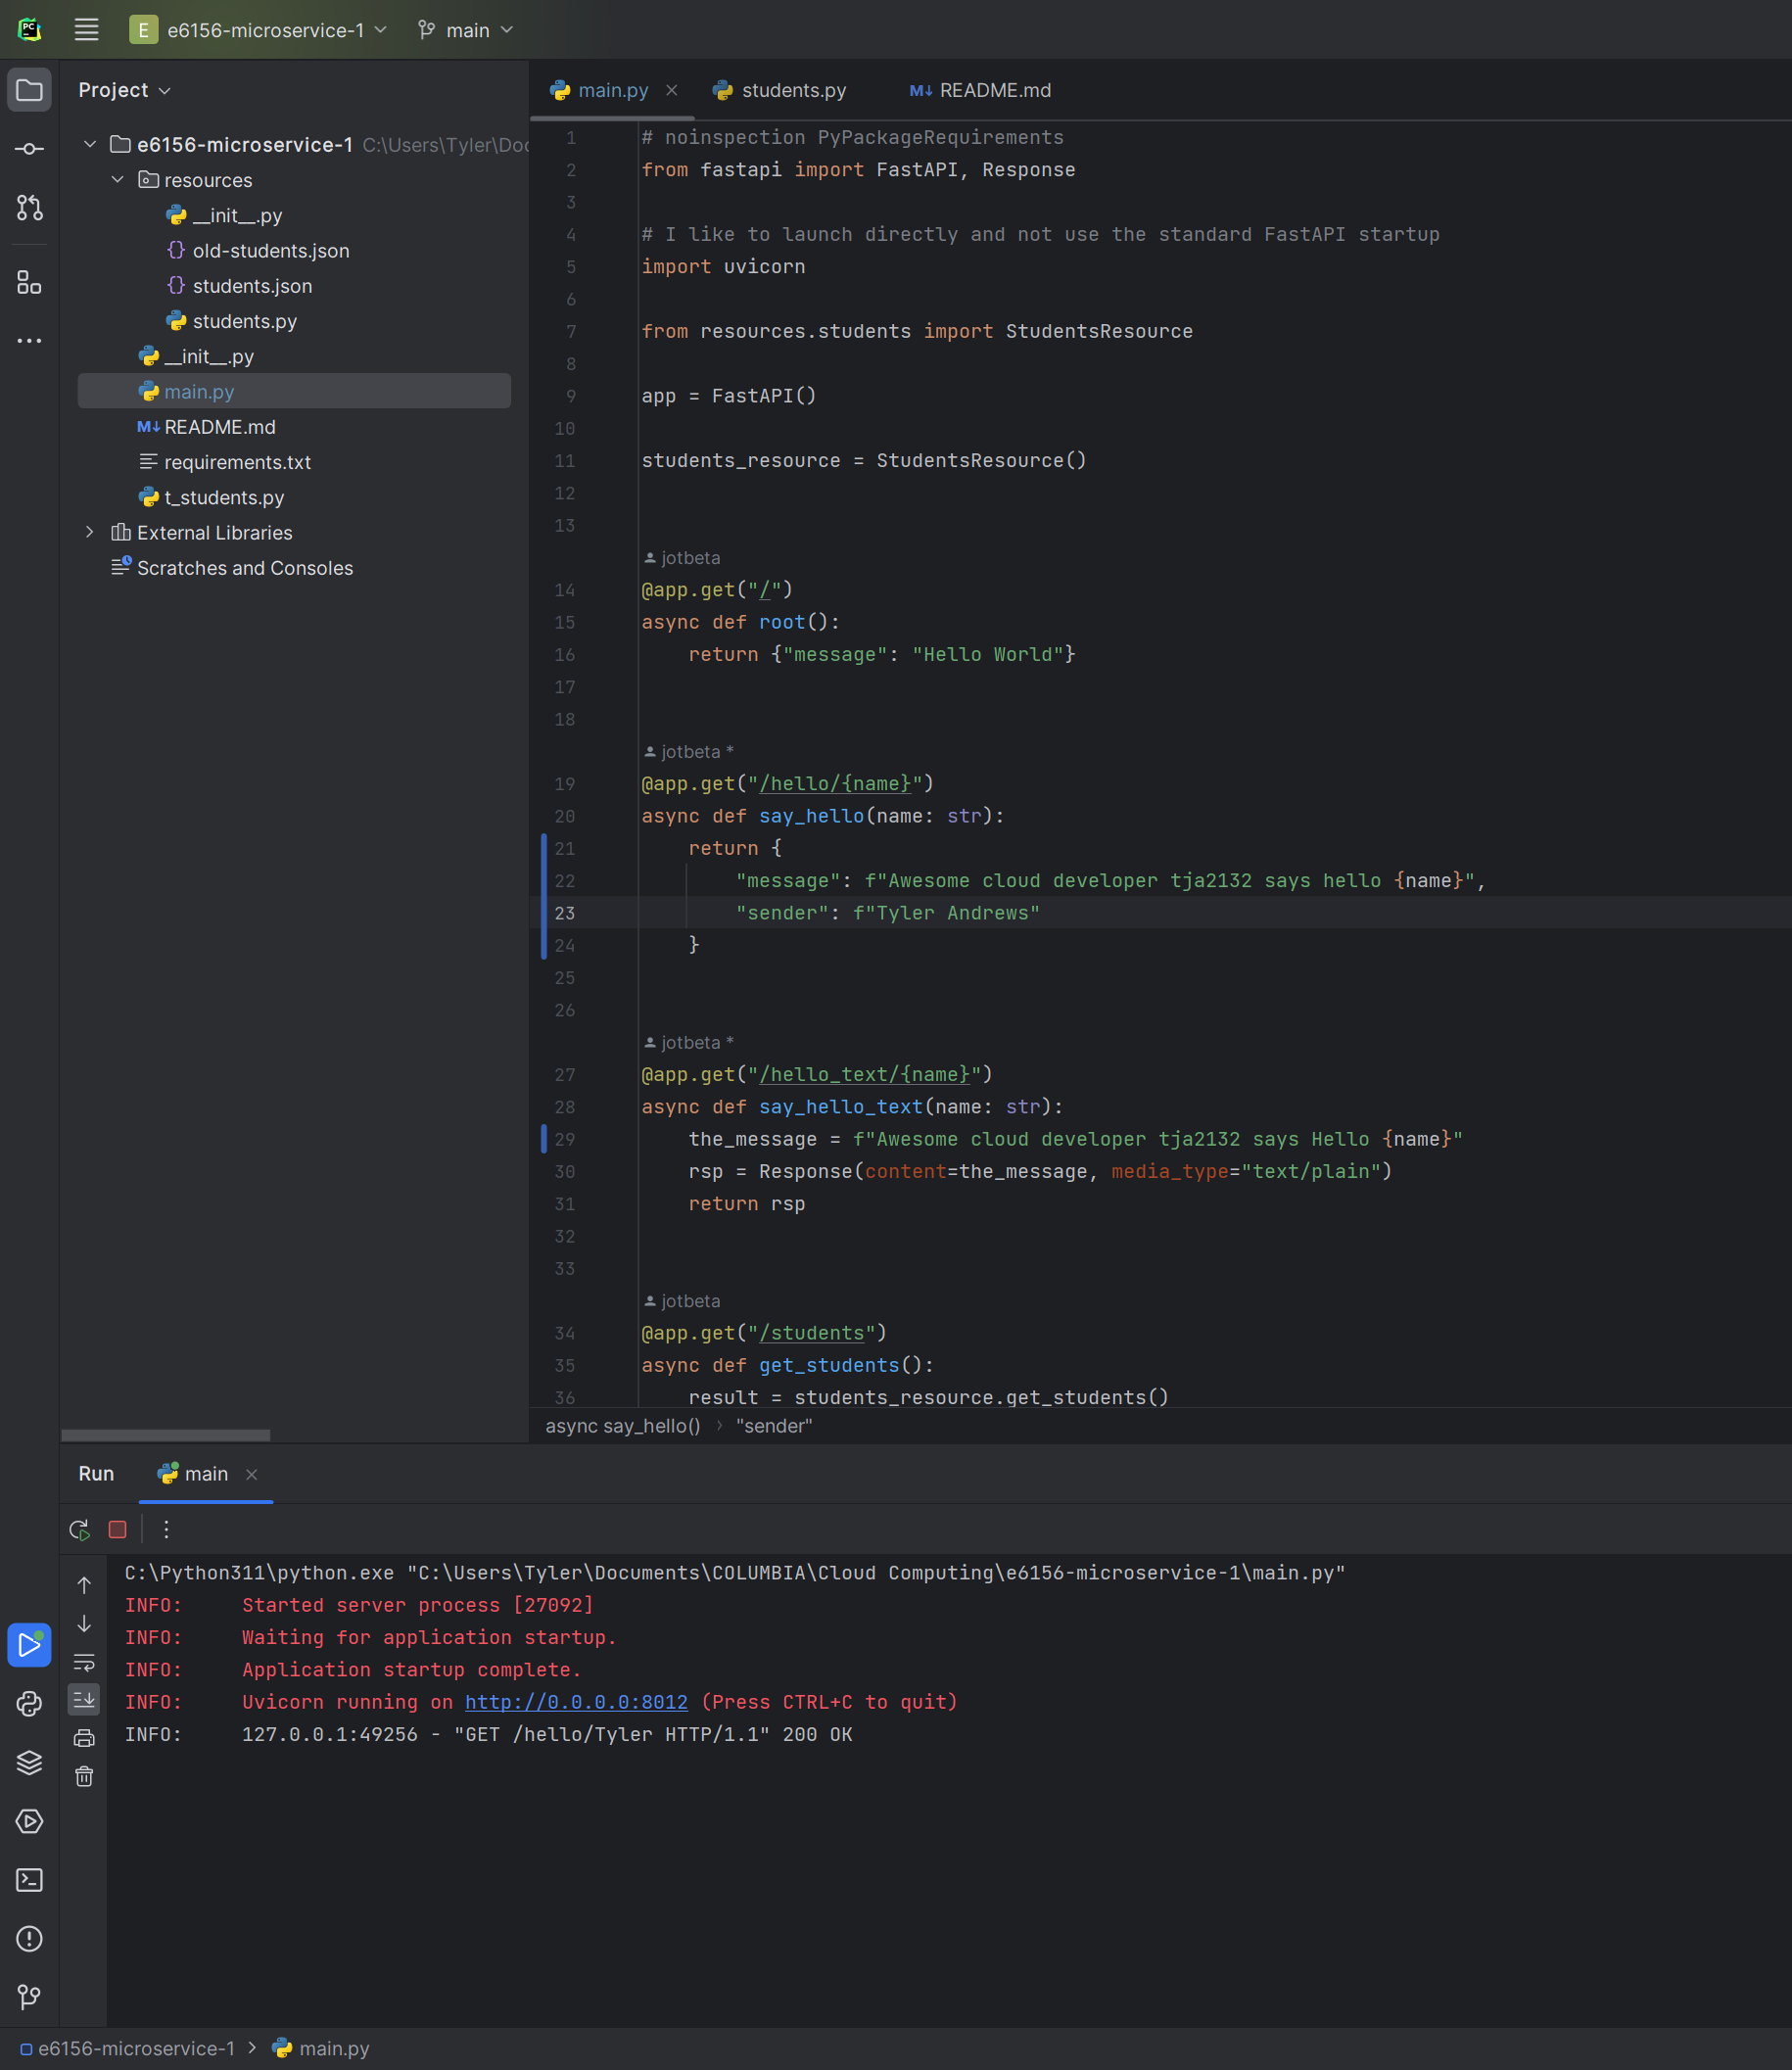 PC
E e6156-microservice-1 main
Project
e6156-microservice-1 C:\Users\Tyler\Doc
resources
__init__.py
{} old-students.json
{} students.json
students.py
__init__.py
main.py
M↓ README.md
requirements.txt
t_students.py
External Libraries
Scratches and Consoles
main.py × students.py M↓ README.md
1 # noinspection PyPackageRequirements
2 from fastapi import FastAPI, Response
3
4 # I like to launch directly and not use the standard FastAPI startup
5 import uvicorn
6
7 from resources.students import StudentsResource
8
9 app = FastAPI()
10
11 students_resource = StudentsResource()
12
13
jotbeta
14 @app.get("/")
15 async def root():
16     return {"message": "Hello World"}
17
18
jotbeta *
19 @app.get("/hello/{name}")
20 async def say_hello(name: str):
21     return {
22         "message": f"Awesome cloud developer tja2132 says hello {name}",
23         "sender": f"Tyler Andrews"
24     }
25
26
jotbeta *
27 @app.get("/hello_text/{name}")
28 async def say_hello_text(name: str):
29     the_message = f"Awesome cloud developer tja2132 says Hello {name}"
30     rsp = Response(content=the_message, media_type="text/plain")
31     return rsp
32
33
jotbeta
34 @app.get("/students")
35 async def get_students():
36     result = students_resource.get_students()
async say_hello() › "sender"
Run main ×
C:\Python311\python.exe "C:\Users\Tyler\Documents\COLUMBIA\Cloud Computing\e6156-microservice-1\main.py"
INFO:     Started server process [27092]
INFO:     Waiting for application startup.
INFO:     Application startup complete.
INFO:     Uvicorn running on http://0.0.0.0:8012 (Press CTRL+C to quit)
INFO:     127.0.0.1:49256 - "GET /hello/Tyler HTTP/1.1" 200 OK
e6156-microservice-1 › main.py